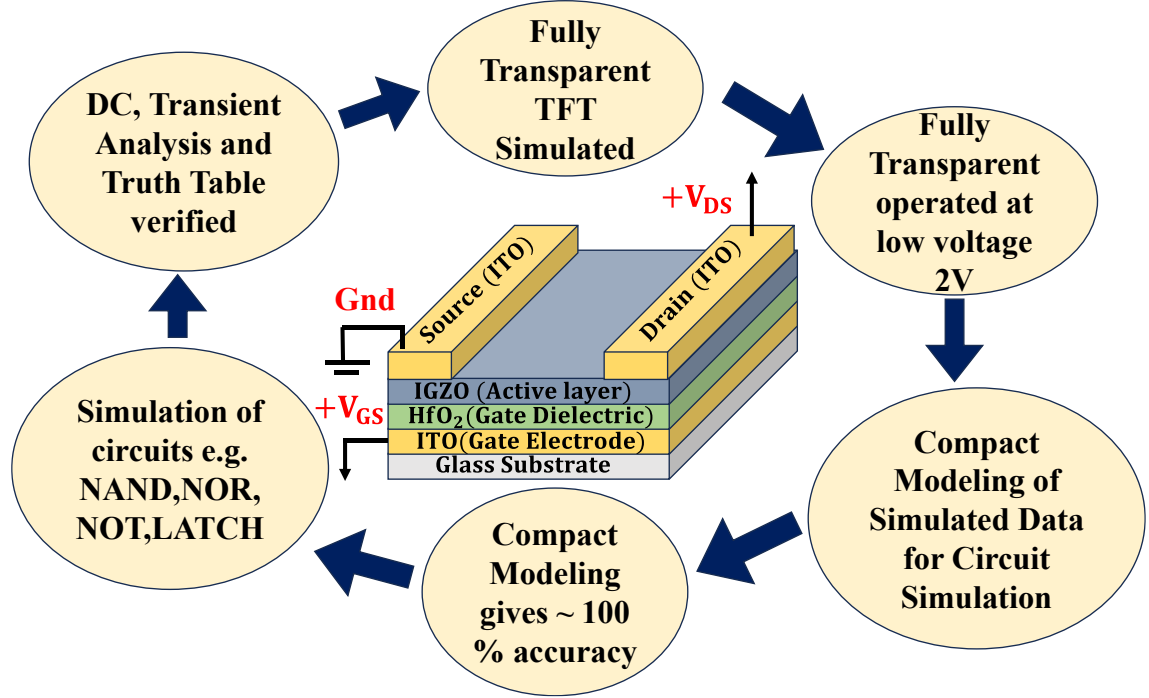 Fully
Transparent
TFT
Simulated
DC, Transient
Analysis and
Truth Table
verified
Fully
Transparent
operated at
low voltage
2V
+V_DS
Source (ITO)
Drain (ITO)
Gnd
+V_GS
IGZO (Active layer)
HfO₂(Gate Dielectric)
ITO(Gate Electrode)
Glass Substrate
Simulation of
circuits e.g.
NAND,NOR,
NOT,LATCH
Compact
Modeling of
Simulated Data
for Circuit
Simulation
Compact
Modeling
gives ~ 100
% accuracy